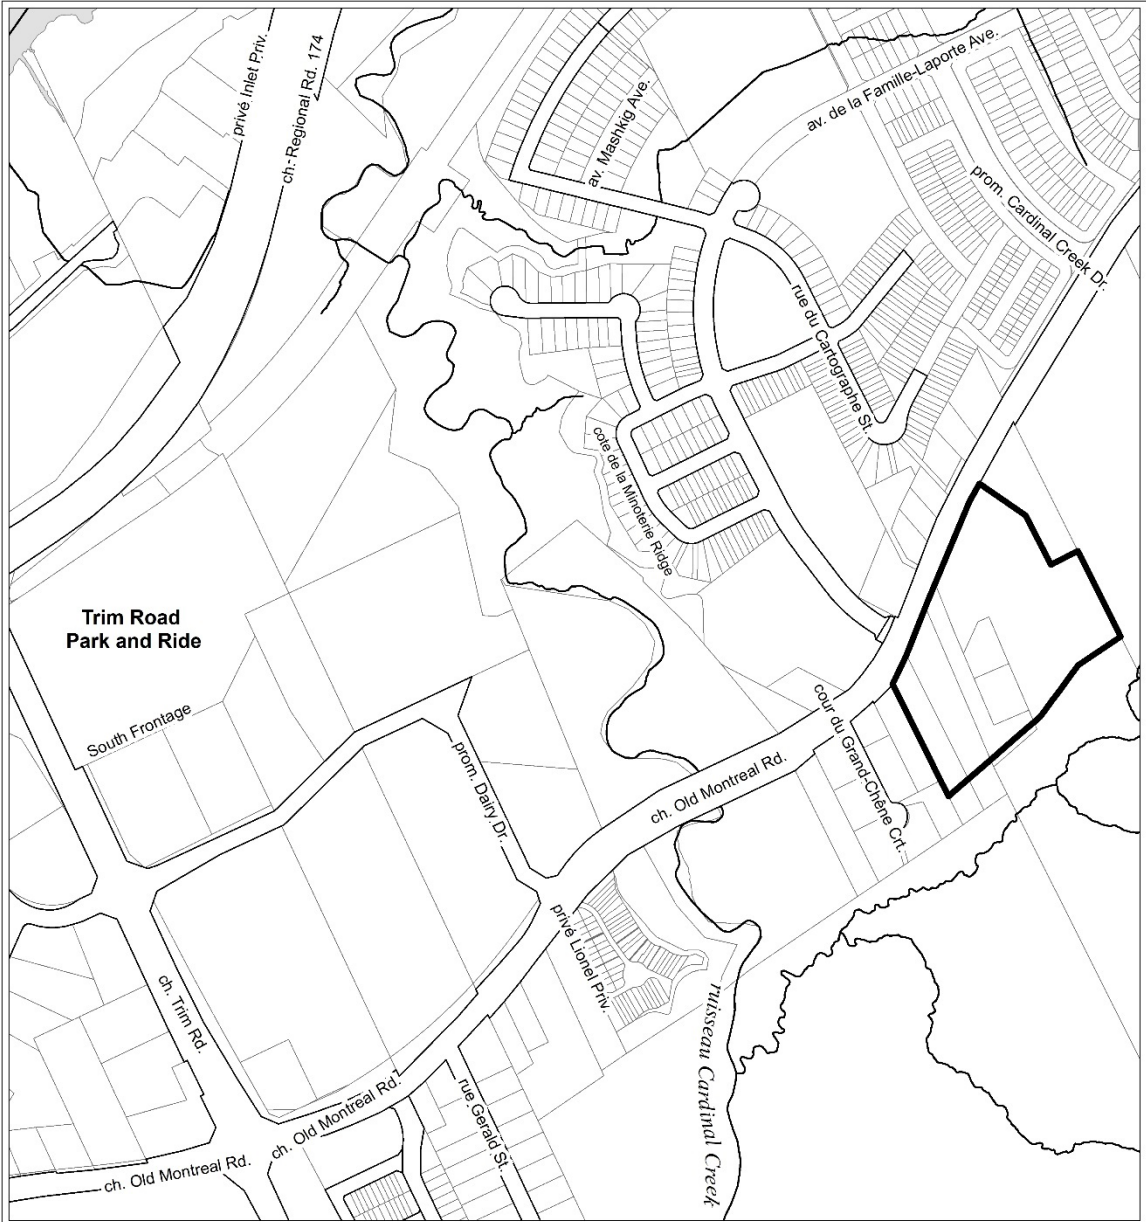 privé Inlet Priv.
ch. Regional Rd. 174
av. Mashkig Ave.
av. de la Famille-Laporte Ave.
prom. Cardinal Creek Dr.
rue du Cartographe St.
cote de la Minoterie Ridge
Trim Road
Park and Ride
South Frontage
prom. Dairy Dr.
ch. Old Montreal Rd.
cour du Grand-Chêne Crt.
privé Lionel Priv.
ruisseau Cardinal Creek
ch. Trim Rd.
rue Gerald St.
ch. Old Montreal Rd.
ch. Old Montreal Rd.